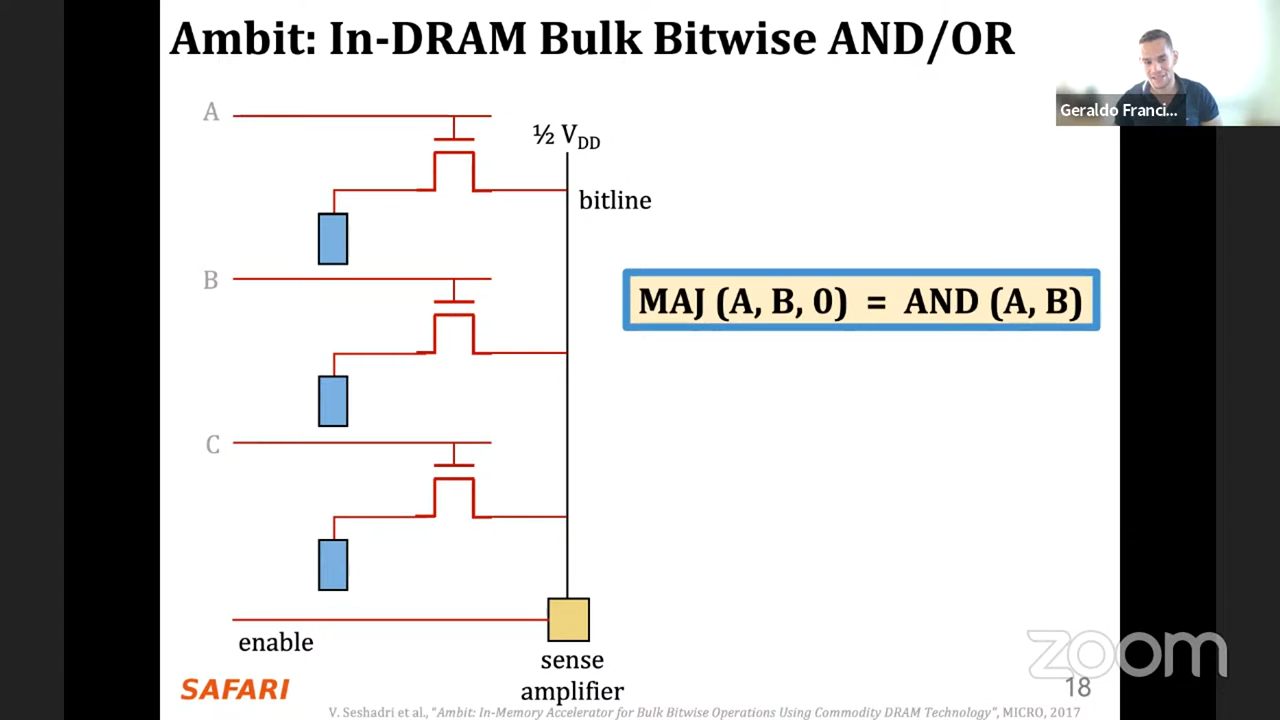 Ambit: In-DRAM Bulk Bitwise AND/OR
Geraldo Franci...
A
½ VDD
bitline
B
MAJ (A, B, 0) = AND (A, B)
C
enable
sense
amplifier
SAFARI
zoom
18
V. Seshadri et al., "Ambit: In-Memory Accelerator for Bulk Bitwise Operations Using Commodity DRAM Technology", MICRO, 2017